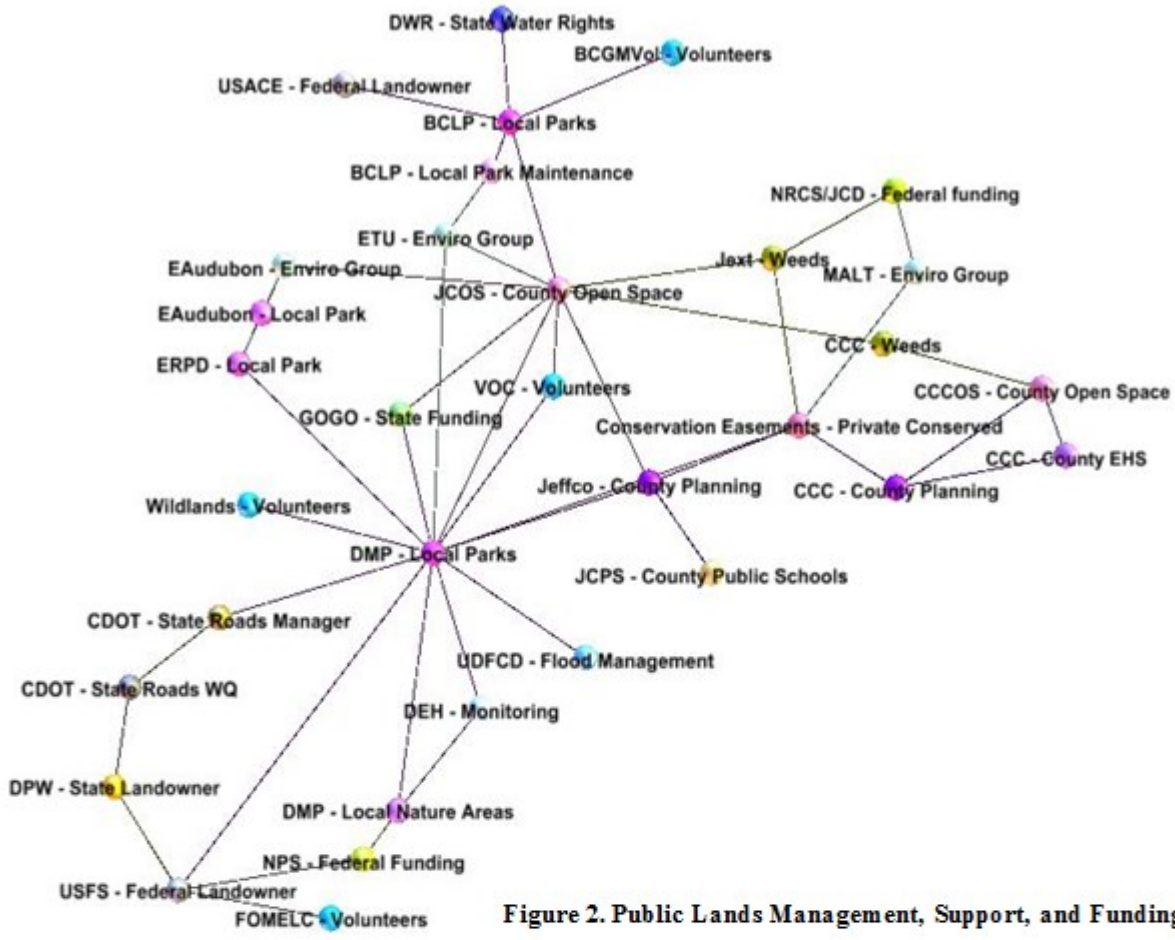 DWR - State Water Rights
BCGMVol - Volunteers
USACE - Federal Landowner
BCLP - Local Parks
BCLP - Local Park Maintenance
NRCS/JCD - Federal funding
ETU - Enviro Group
EAudubon - Enviro Group
Jext - Weeds
MALT - Enviro Group
JCOS - County Open Space
EAudubon - Local Park
CCC - Weeds
ERPD - Local Park
VOC - Volunteers
CCCOS - County Open Space
GOGO - State Funding
Conservation Easements - Private Conserved
CCC - County EHS
Jeffco - County Planning
CCC - County Planning
Wildlands - Volunteers
DMP - Local Parks
JCPS - County Public Schools
CDOT - State Roads Manager
UDFCD - Flood Management
CDOT - State Roads WQ
DEH - Monitoring
DPW - State Landowner
DMP - Local Nature Areas
NPS - Federal Funding
USFS - Federal Landowner
FOMELC - Volunteers
Figure 2. Public Lands Management, Support, and Funding